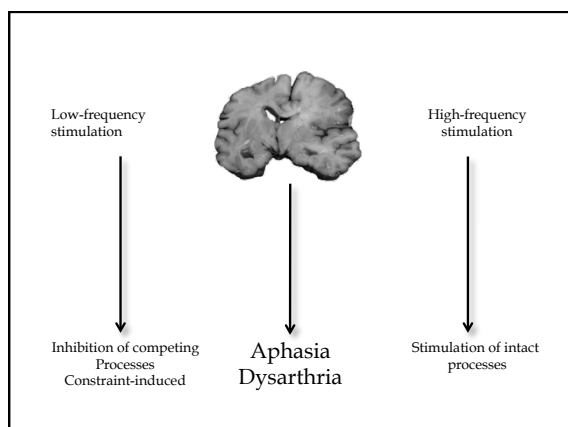 Low-frequency
stimulation
High-frequency
stimulation
Inhibition of competing
Processes
Constraint-induced
Aphasia
Dysarthria
Stimulation of intact
processes